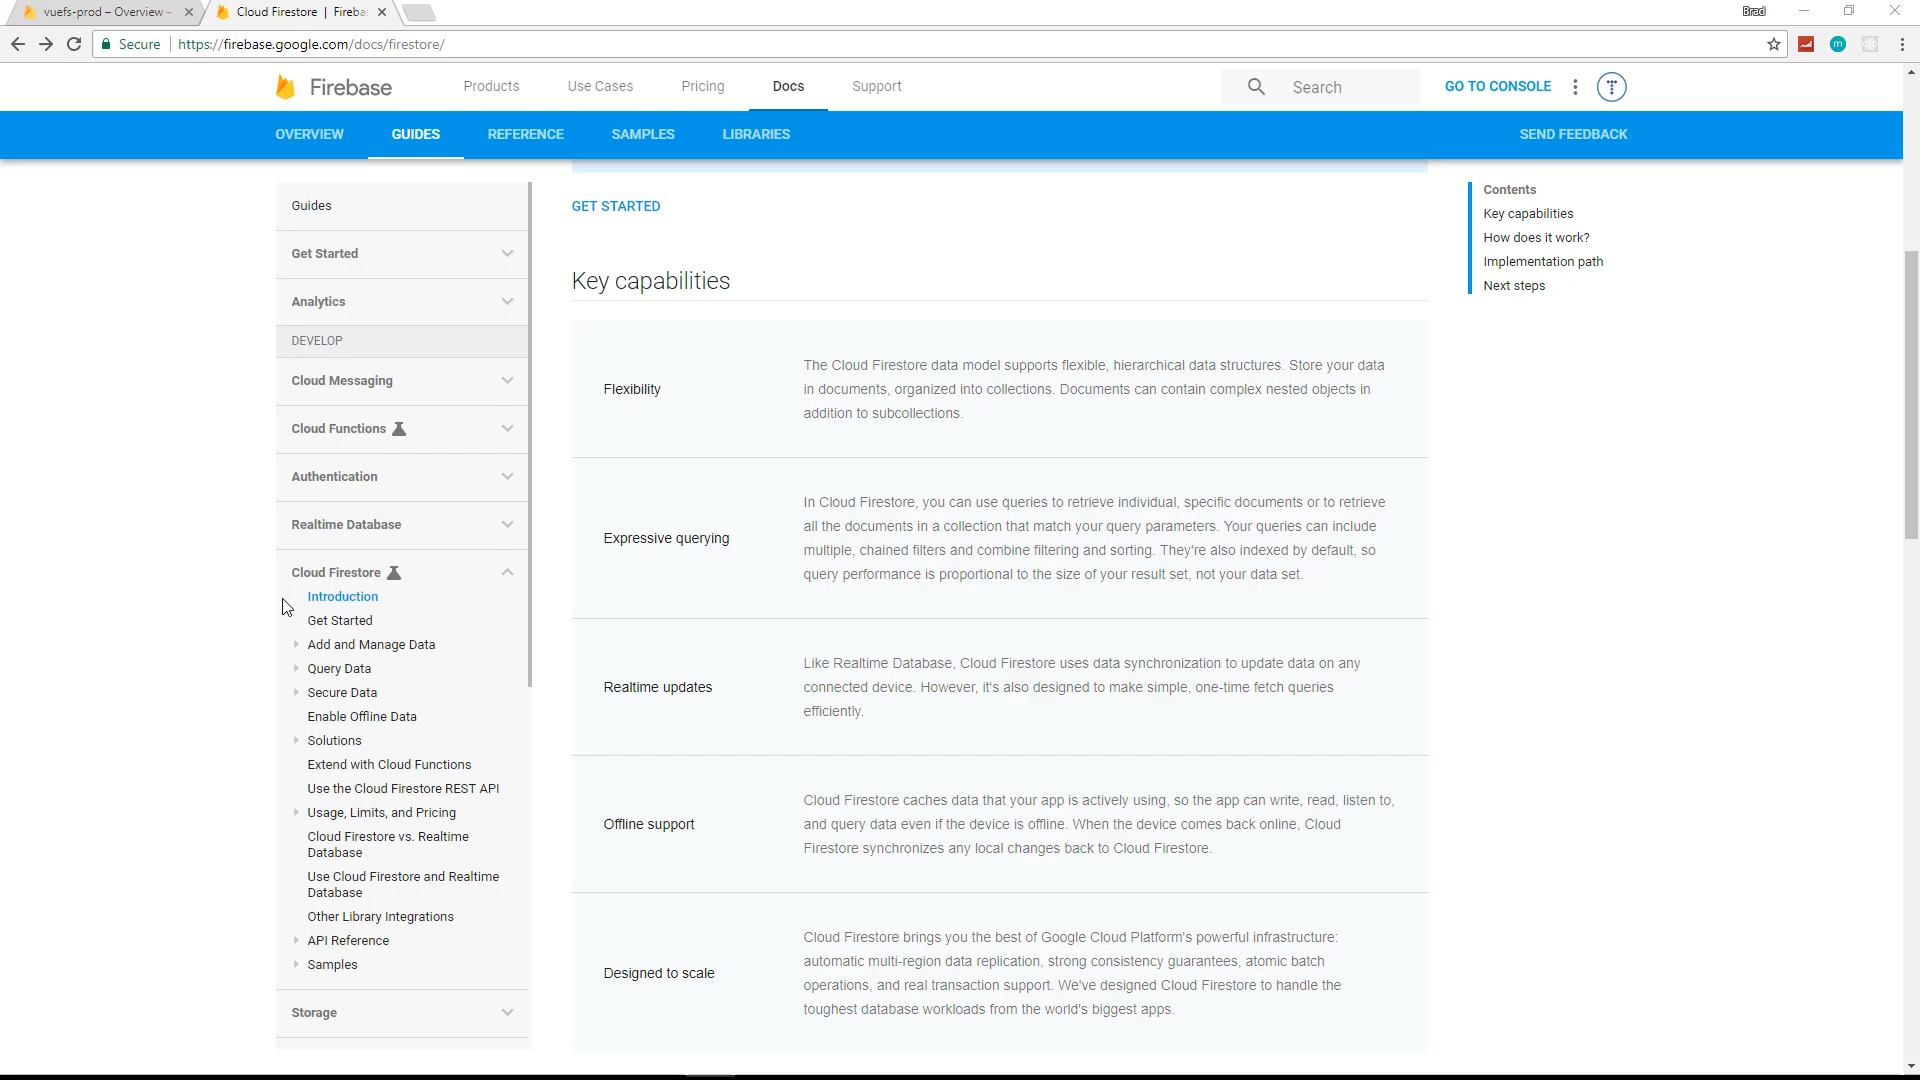 vuefs-prod – Overview –
Cloud Firestore | Fireba
Brad
Secure
https://firebase.google.com/docs/firestore/
m
Firebase
Products
Use Cases
Pricing
Docs
Support
Search
GO TO CONSOLE
OVERVIEW
GUIDES
REFERENCE
SAMPLES
LIBRARIES
SEND FEEDBACK
Guides
Get Started
Analytics
DEVELOP
Cloud Messaging
Cloud Functions
Authentication
Realtime Database
Cloud Firestore
Introduction
Get Started
Add and Manage Data
Query Data
Secure Data
Enable Offline Data
Solutions
Extend with Cloud Functions
Use the Cloud Firestore REST API
Usage, Limits, and Pricing
Cloud Firestore vs. Realtime
Database
Use Cloud Firestore and Realtime
Database
Other Library Integrations
API Reference
Samples
Storage
GET STARTED
Key capabilities
Flexibility
The Cloud Firestore data model supports flexible, hierarchical data structures. Store your data
in documents, organized into collections. Documents can contain complex nested objects in
addition to subcollections.
Expressive querying
In Cloud Firestore, you can use queries to retrieve individual, specific documents or to retrieve
all the documents in a collection that match your query parameters. Your queries can include
multiple, chained filters and combine filtering and sorting. They're also indexed by default, so
query performance is proportional to the size of your result set, not your data set.
Realtime updates
Like Realtime Database, Cloud Firestore uses data synchronization to update data on any
connected device. However, it's also designed to make simple, one-time fetch queries
efficiently.
Offline support
Cloud Firestore caches data that your app is actively using, so the app can write, read, listen to,
and query data even if the device is offline. When the device comes back online, Cloud
Firestore synchronizes any local changes back to Cloud Firestore.
Designed to scale
Cloud Firestore brings you the best of Google Cloud Platform's powerful infrastructure:
automatic multi-region data replication, strong consistency guarantees, atomic batch
operations, and real transaction support. We've designed Cloud Firestore to handle the
toughest database workloads from the world's biggest apps.
Contents
Key capabilities
How does it work?
Implementation path
Next steps